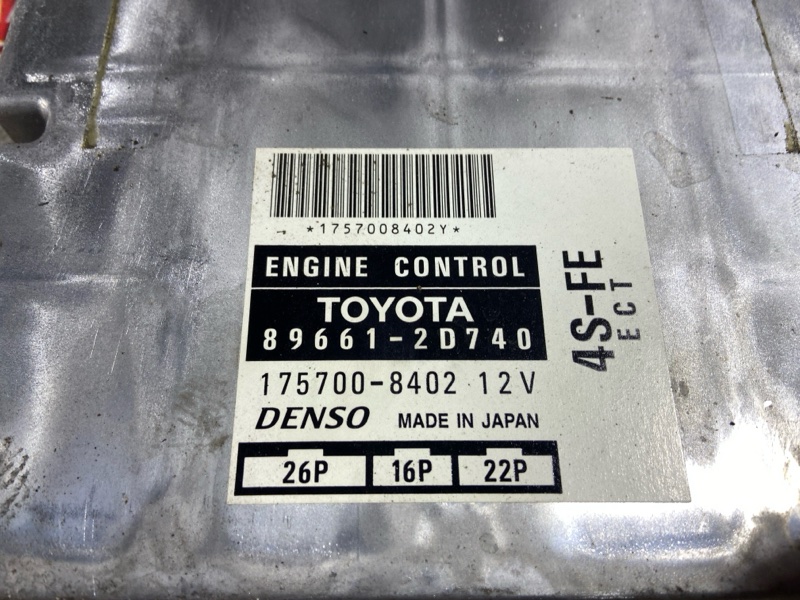 *1757008402Y*
ENGINE CONTROL
TOYOTA
89661-2D740
175700-8402 12V
DENSO MADE IN JAPAN
26P 16P 22P
4S-FE
ECT